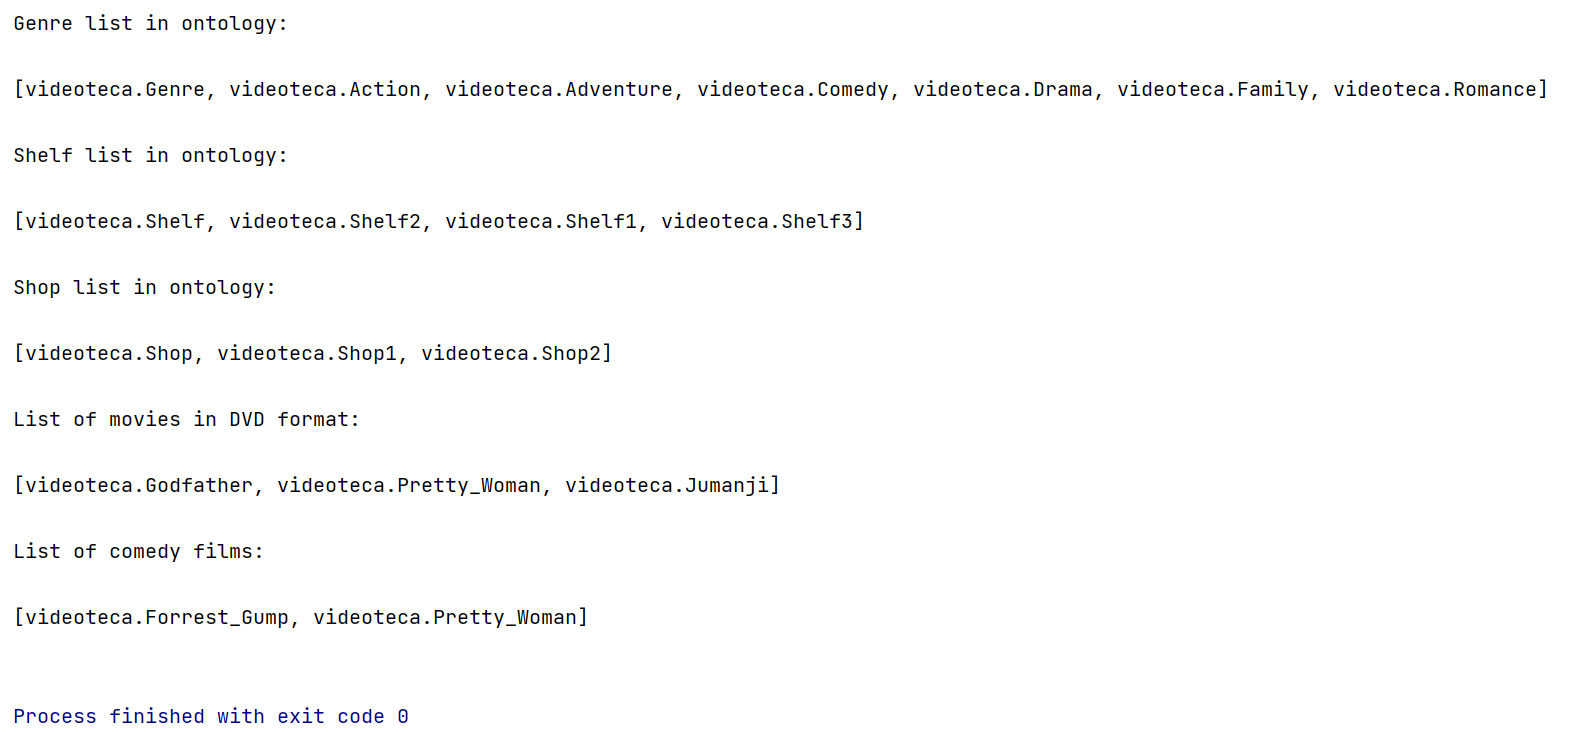 Genre list in ontology:
[videoteca.Genre, videoteca.Action, videoteca.Adventure, videoteca.Comedy, videoteca.Drama, videoteca.Family, videoteca.Romance]
Shelf list in ontology:
[videoteca.Shelf, videoteca.Shelf2, videoteca.Shelf1, videoteca.Shelf3]
Shop list in ontology:
[videoteca.Shop, videoteca.Shop1, videoteca.Shop2]
List of movies in DVD format:
[videoteca.Godfather, videoteca.Pretty_Woman, videoteca.Jumanji]
List of comedy films:
[videoteca.Forrest_Gump, videoteca.Pretty_Woman]
Process finished with exit code 0